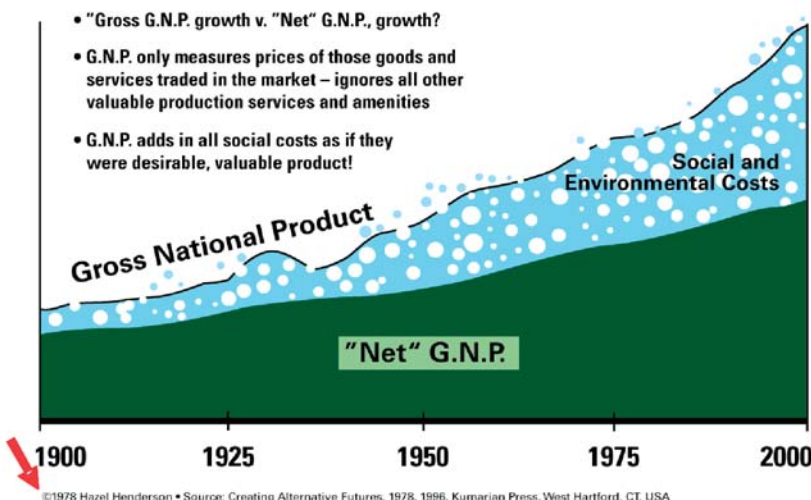 • "Gross G.N.P. growth v. "Net“ G.N.P., growth?
• G.N.P. only measures prices of those goods and
services traded in the market – ignores all other
valuable production services and amenities
• G.N.P. adds in all social costs as if they
were desirable, valuable product!
Social and
Environmental Costs
Gross National Product
"Net“ G.N.P.
1900 1925 1950 1975 2000
©1978 Hazel Henderson • Source: Creating Alternative Futures, 1978, 1996, Kumarian Press, West Hartford, CT, USA